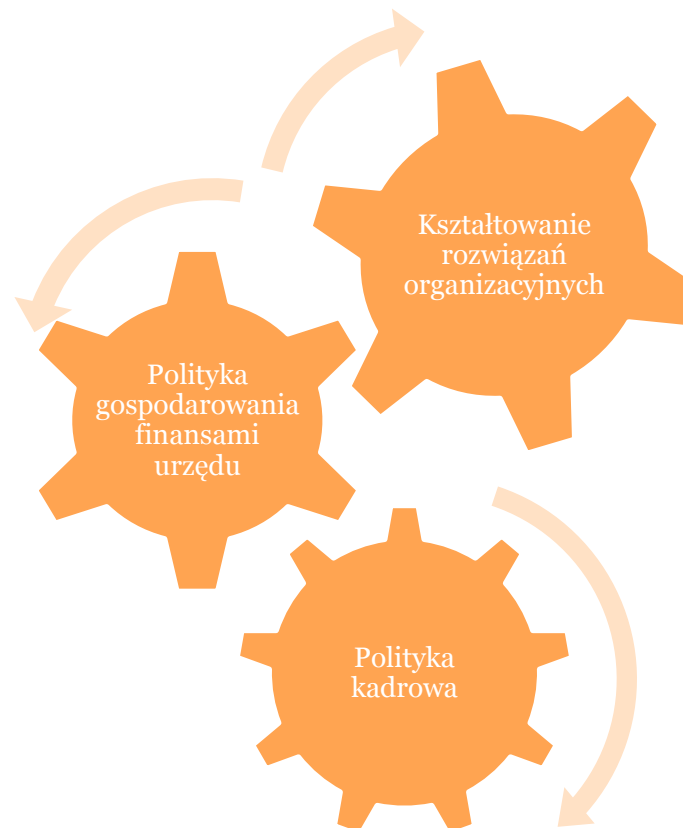 Kształtowanie
rozwiązań
organizacyjnych
Polityka
gospodarowania
finansami
urzędu
Polityka
kadrowa